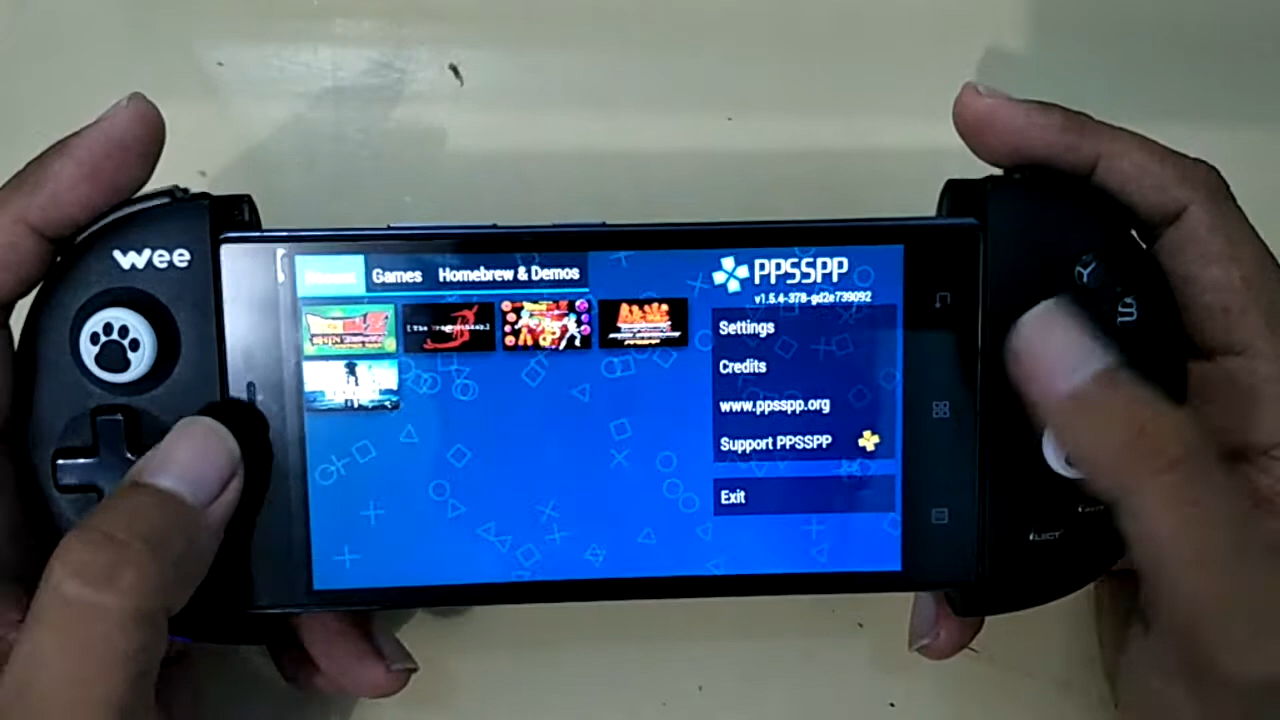 wee
Games
Homebrew & Demos
PPSSPP
v1.5.4-378-gd2e739092
Settings
Credits
www.ppsspp.org
Support PPSSPP
Exit
Y